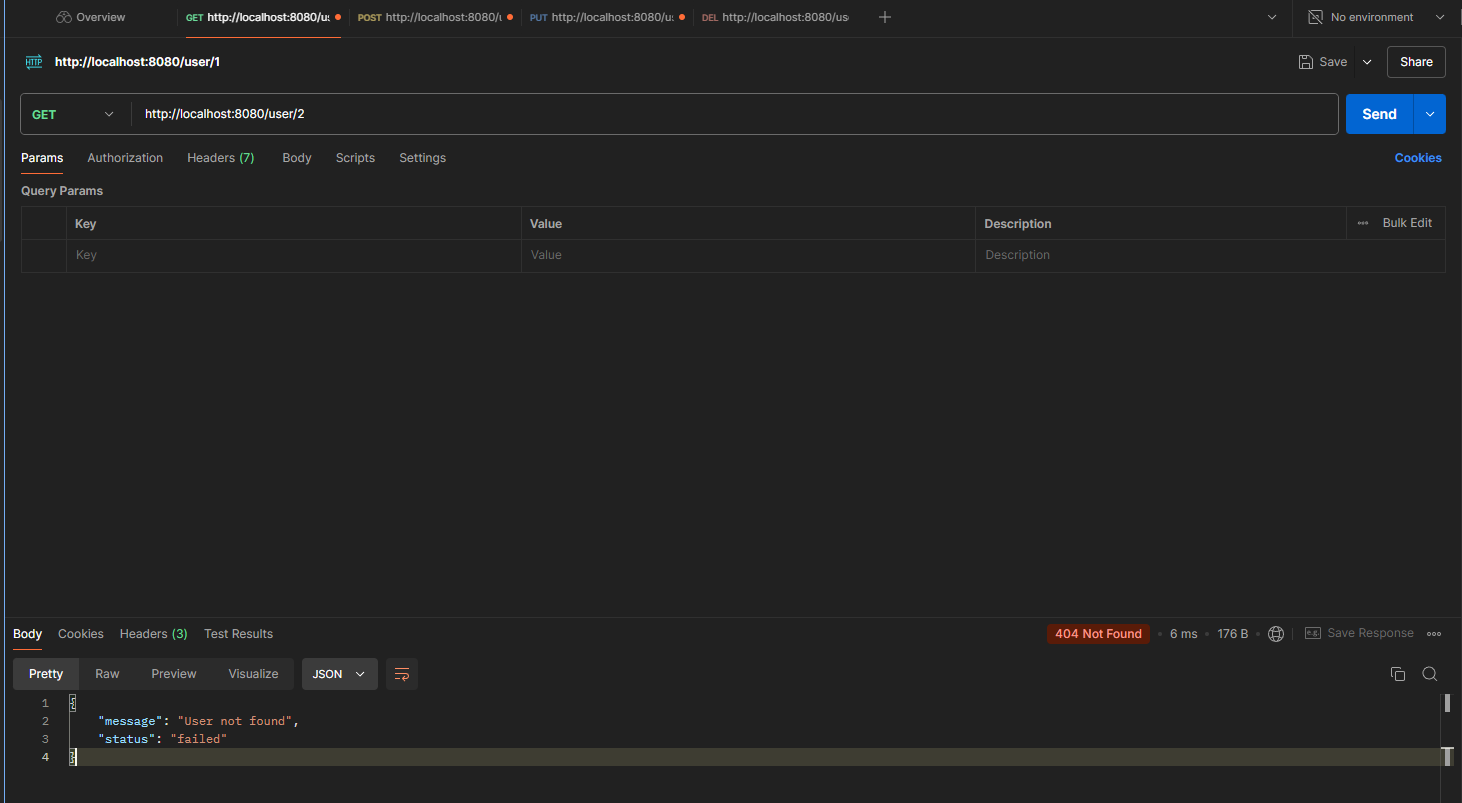 Overview GET http://localhost:8080/us POST http://localhost:8080/u PUT http://localhost:8080/us DEL http://localhost:8080/use No environment
HTTP http://localhost:8080/user/1 Save Share
GET http://localhost:8080/user/2 Send
Params Authorization Headers (7) Body Scripts Settings Cookies
Query Params
Key Value Description Bulk Edit
Key Value Description
Body Cookies Headers (3) Test Results 404 Not Found 6 ms 176 B e.g. Save Response
Pretty Raw Preview Visualize JSON
1 {
2 "message": "User not found",
3 "status": "failed"
4 }